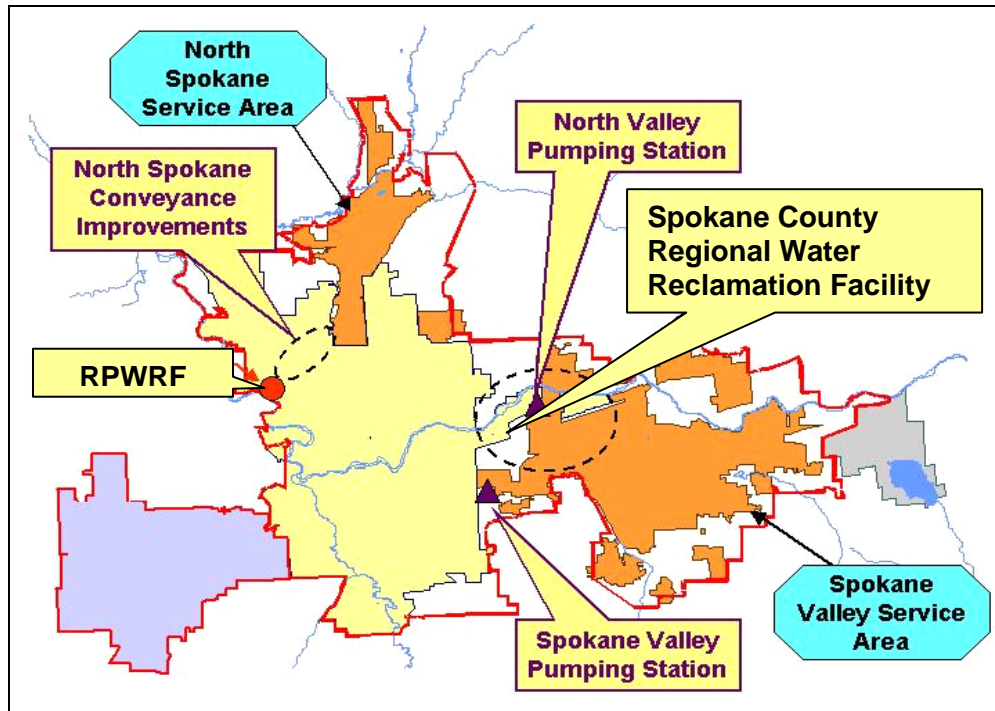 North
Spokane
Service Area
North Spokane
Conveyance
Improvements
North Valley
Pumping Station
Spokane County
Regional Water
Reclamation Facility
RPWRF
Spokane
Valley Service
Area
Spokane Valley
Pumping Station